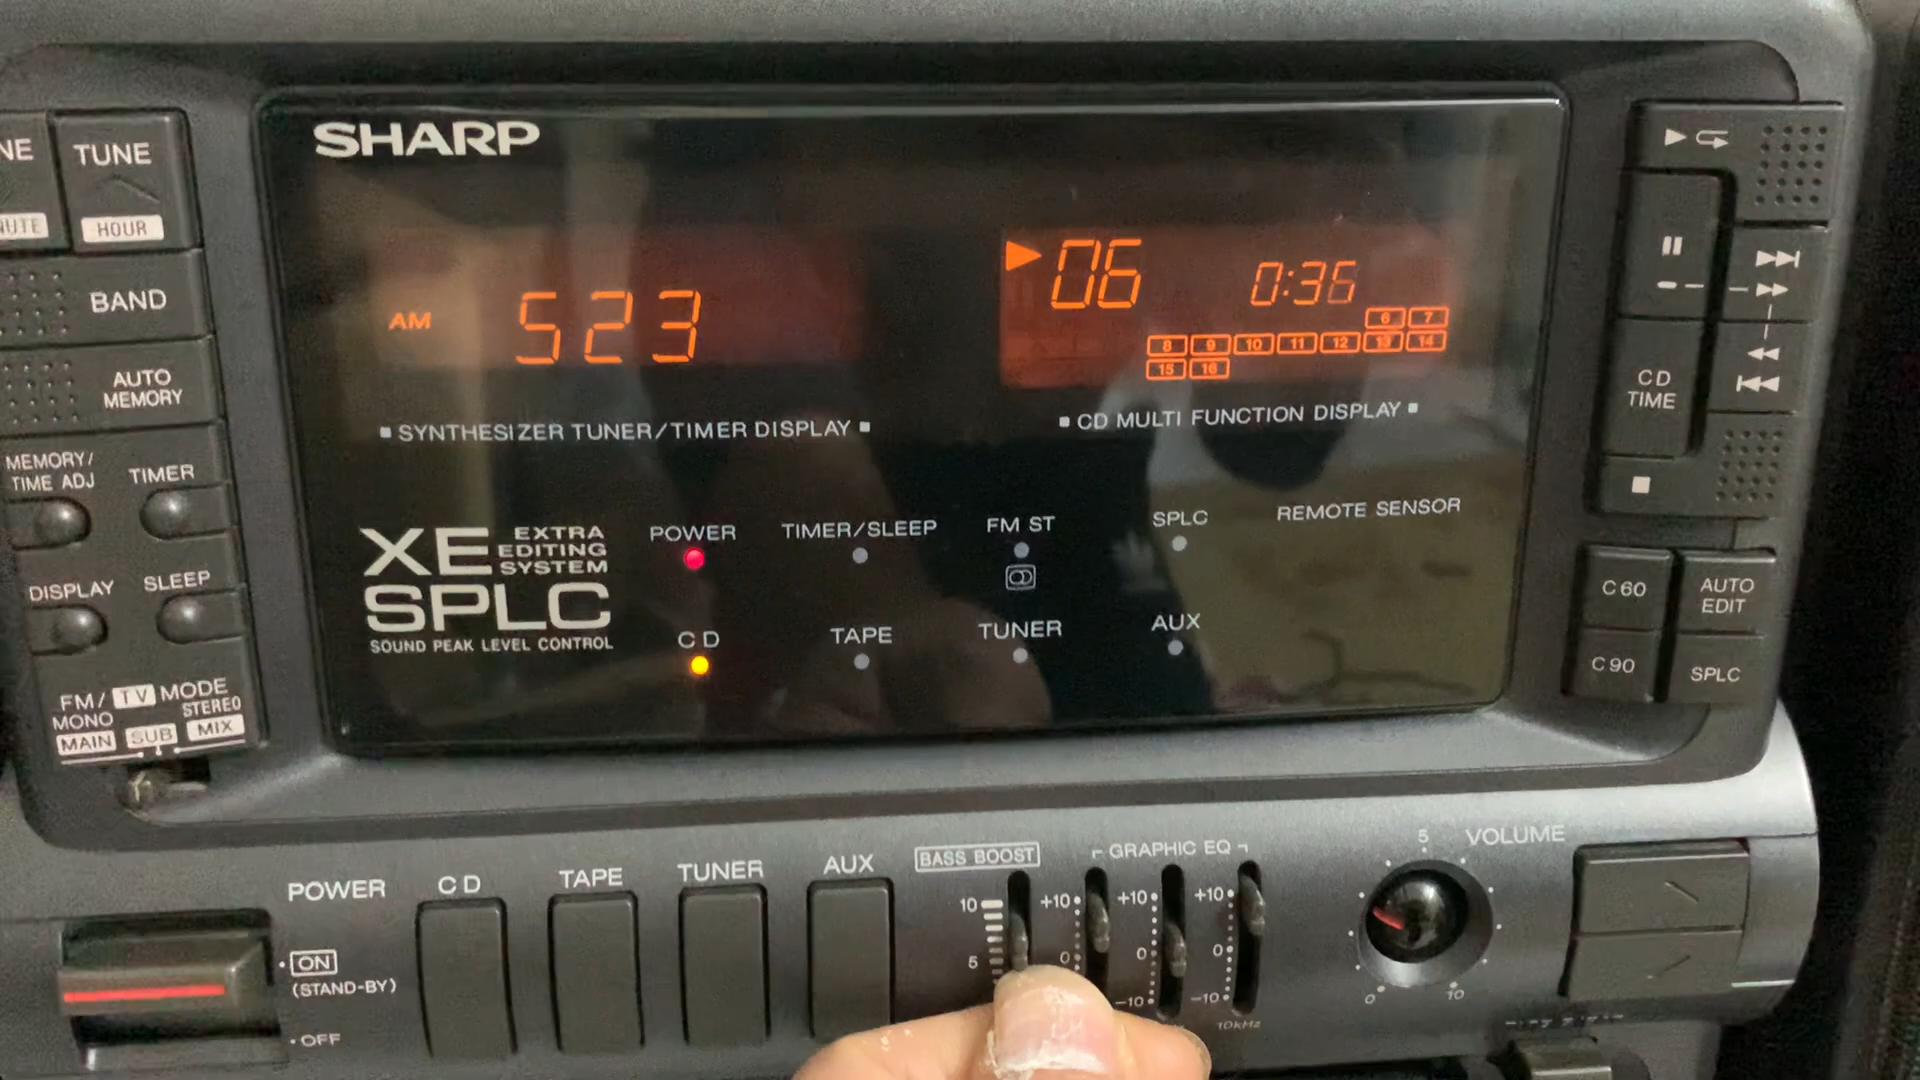 SHARP
NE
TUNE
HOUR
BAND
AUTO
MEMORY
MEMORY/
TIME ADJ
TIMER
DISPLAY
SLEEP
FM/ TV MODE
MONO
STEREO
MAIN
SUB
MIX
AM 523
06 0:36
6 7
8 9 10 11 12 13 14
15 16
SYNTHESIZER TUNER/TIMER DISPLAY
CD MULTI FUNCTION DISPLAY
XE EXTRA
EDITING
SYSTEM
SPLC
SOUND PEAK LEVEL CONTROL
POWER
TIMER/SLEEP
FM ST
SPLC
REMOTE SENSOR
CD
TAPE
TUNER
AUX
CD
TIME
C60
AUTO
EDIT
C90
SPLC
POWER
ON
(STAND-BY)
OFF
CD
TAPE
TUNER
AUX
BASS BOOST
10
5
GRAPHIC EQ
+10
0
+10
0
-10
+10
0
-10
10kHz
VOLUME
5
0
10